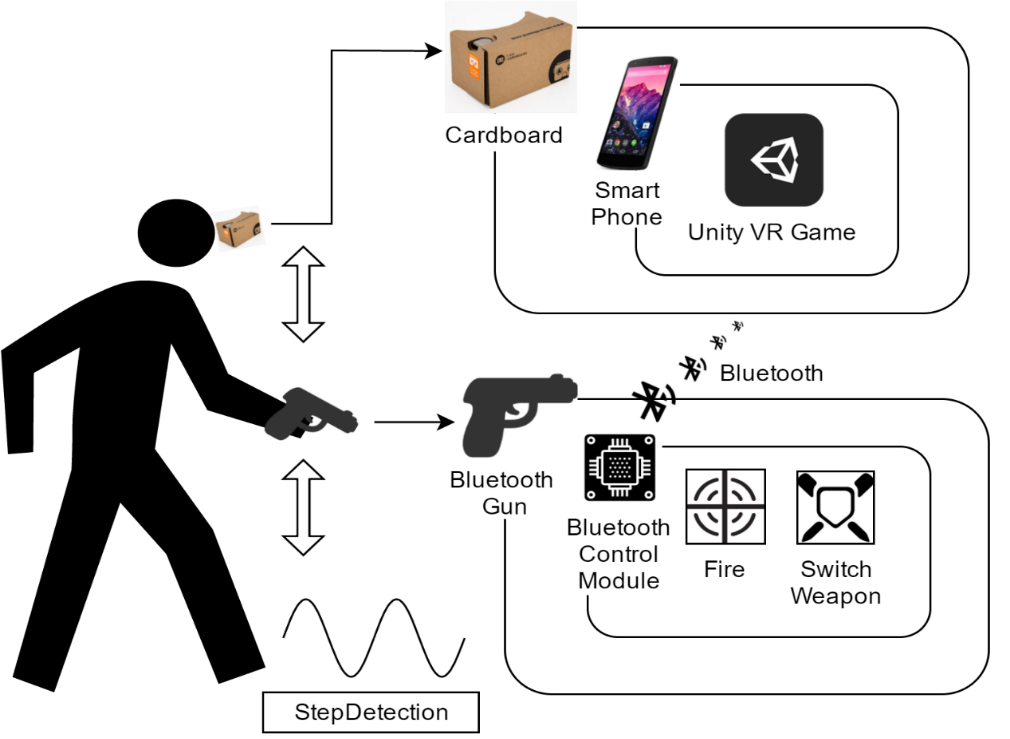 Cardboard
Smart
Phone
Unity VR Game
Bluetooth
Bluetooth
Gun
Bluetooth
Control
Module
Fire
Switch
Weapon
StepDetection